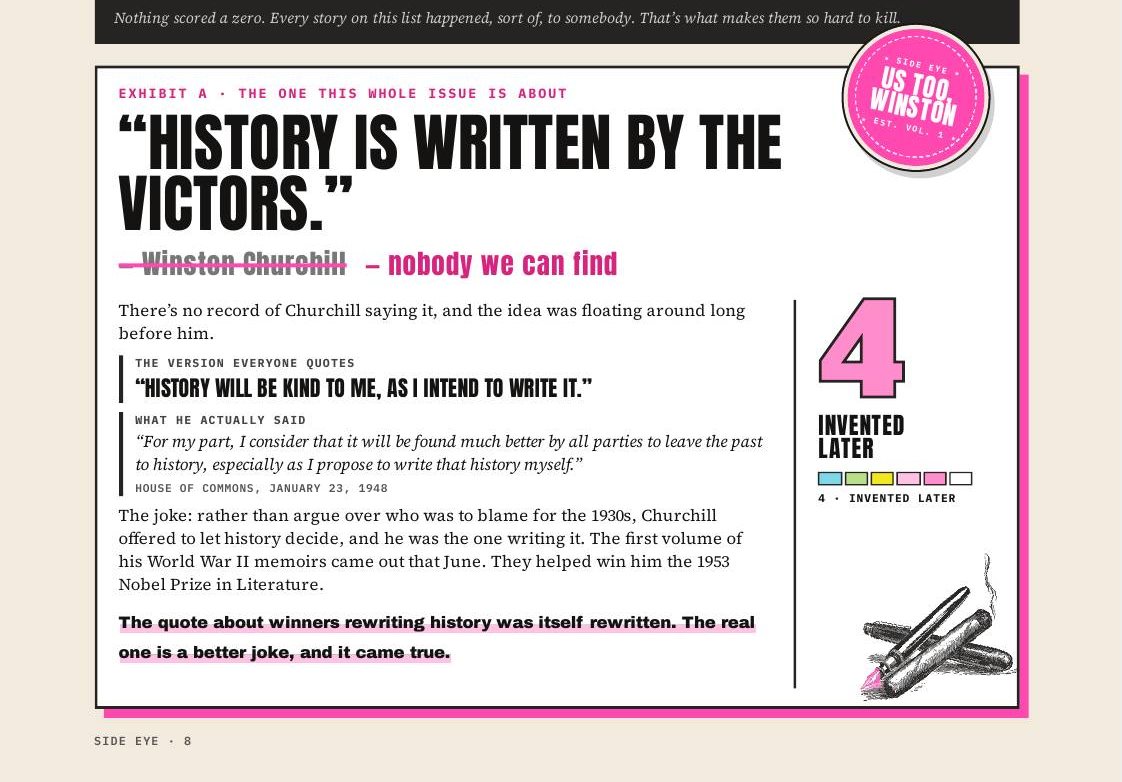 Nothing scored a zero. Every story on this list happened, sort of, to somebody. That’s what makes them so hard to kill.
* SIDE EYE *
US TOO,
WINSTON
* EST. VOL. 1 *
EXHIBIT A · THE ONE THIS WHOLE ISSUE IS ABOUT
“HISTORY IS WRITTEN BY THE
VICTORS.”
– Winston Churchill – nobody we can find
There’s no record of Churchill saying it, and the idea was floating around long
before him.
THE VERSION EVERYONE QUOTES
“HISTORY WILL BE KIND TO ME, AS I INTEND TO WRITE IT.”
WHAT HE ACTUALLY SAID
“For my part, I consider that it will be found much better by all parties to leave the past
to history, especially as I propose to write that history myself.”
HOUSE OF COMMONS, JANUARY 23, 1948
The joke: rather than argue over who was to blame for the 1930s, Churchill
offered to let history decide, and he was the one writing it. The first volume of
his World War II memoirs came out that June. They helped win him the 1953
Nobel Prize in Literature.
The quote about winners rewriting history was itself rewritten. The real
one is a better joke, and it came true.
4
INVENTED
LATER
4 · INVENTED LATER
SIDE EYE · 8